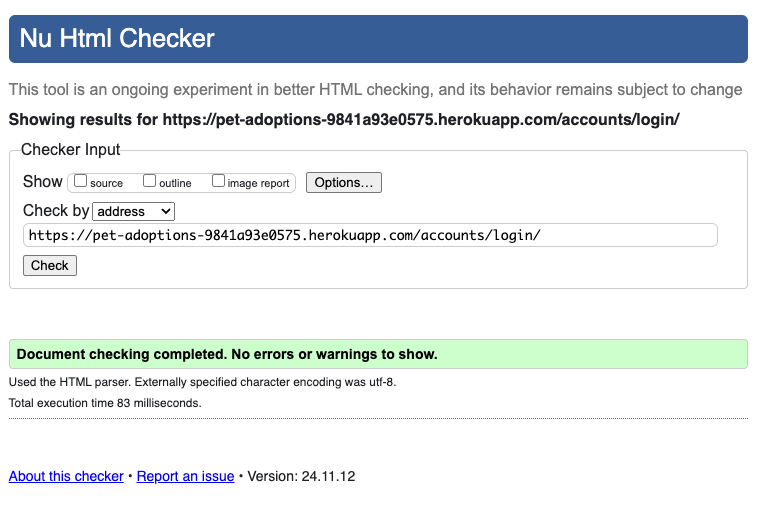 Nu Html Checker
This tool is an ongoing experiment in better HTML checking, and its behavior remains subject to change
Showing results for https://pet-adoptions-9841a93e0575.herokuapp.com/accounts/login/
Checker Input
Show source outline image report Options...
Check by address
https://pet-adoptions-9841a93e0575.herokuapp.com/accounts/login/
Check
Document checking completed. No errors or warnings to show.
Used the HTML parser. Externally specified character encoding was utf-8.
Total execution time 83 milliseconds.
About this checker • Report an issue • Version: 24.11.12